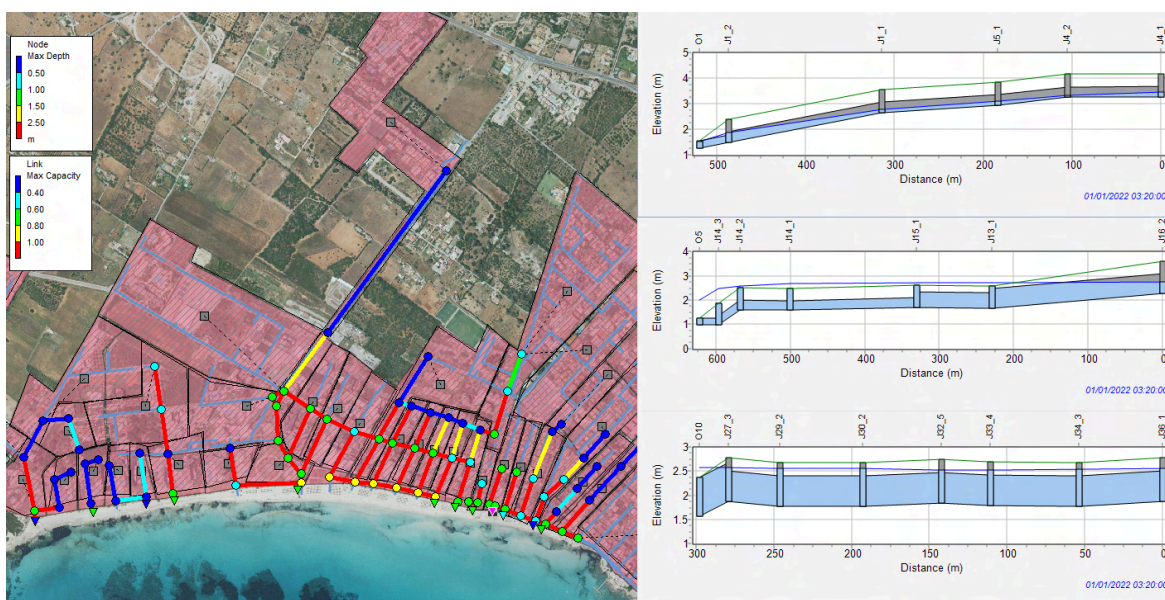 Node
Max Depth
0.50
1.00
1.50
2.50
m
Link
Max Capacity
0.40
0.60
0.80
1.00
O1
J1_2
J1_1
J5_1
J4_2
Elevation (m)
5
4
3
2
1
500
400
300
200
100
0
Distance (m)
01/01/2022 03:20:00
O5
J14_3
J14_2
J14_1
J15_1
J13_1
J16_2
Elevation (m)
4
3
2
1
0
600
500
400
300
200
100
0
Distance (m)
01/01/2022 03:20:00
O10
J27_3
J29_2
J30_2
J32_5
J33_4
J34_3
J36_1
Elevation (m)
3
2.5
2
1.5
1
300
250
200
150
100
50
0
Distance (m)
01/01/2022 03:20:00